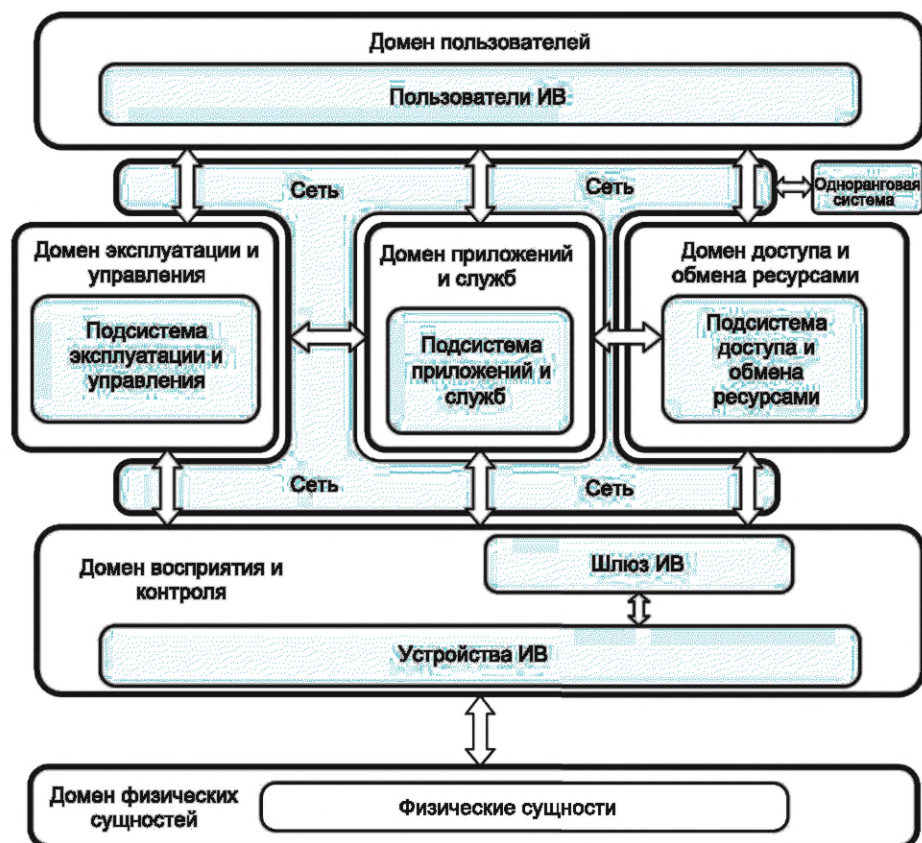 Домен пользователей
Пользователи ИВ
Сеть
Сеть
Одноранговая
система
Домен эксплуатации и
управления
Подсистема
эксплуатации и
управления
Домен приложений
и служб
Подсистема
приложений и
служб
Домен доступа и
обмена ресурсами
Подсистема
доступа и
обмена
ресурсами
Сеть
Сеть
Домен восприятия и
контроля
Шлюз ИВ
Устройства ИВ
Домен физических
сущностей
Физические сущности